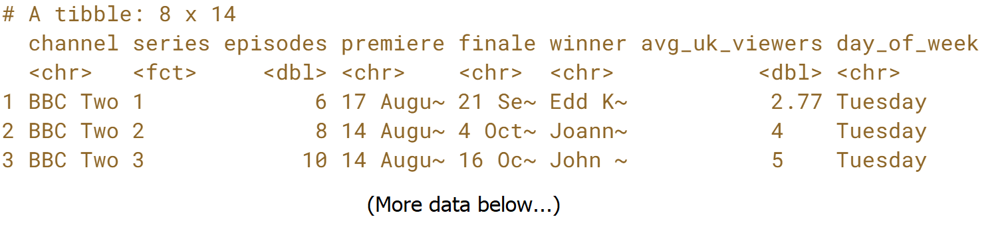 # A tibble: 8 x 14
channel series episodes premiere finale winner avg_uk_viewers day_of_week
<chr> <fct> <dbl> <chr> <chr> <chr> <dbl> <chr>
1 BBC Two 1 6 17 Augu~ 21 Se~ Edd K~ 2.77 Tuesday
2 BBC Two 2 8 14 Augu~ 4 Oct~ Joann~ 4 Tuesday
3 BBC Two 3 10 14 Augu~ 16 Oc~ John ~ 5 Tuesday
(More data below...)